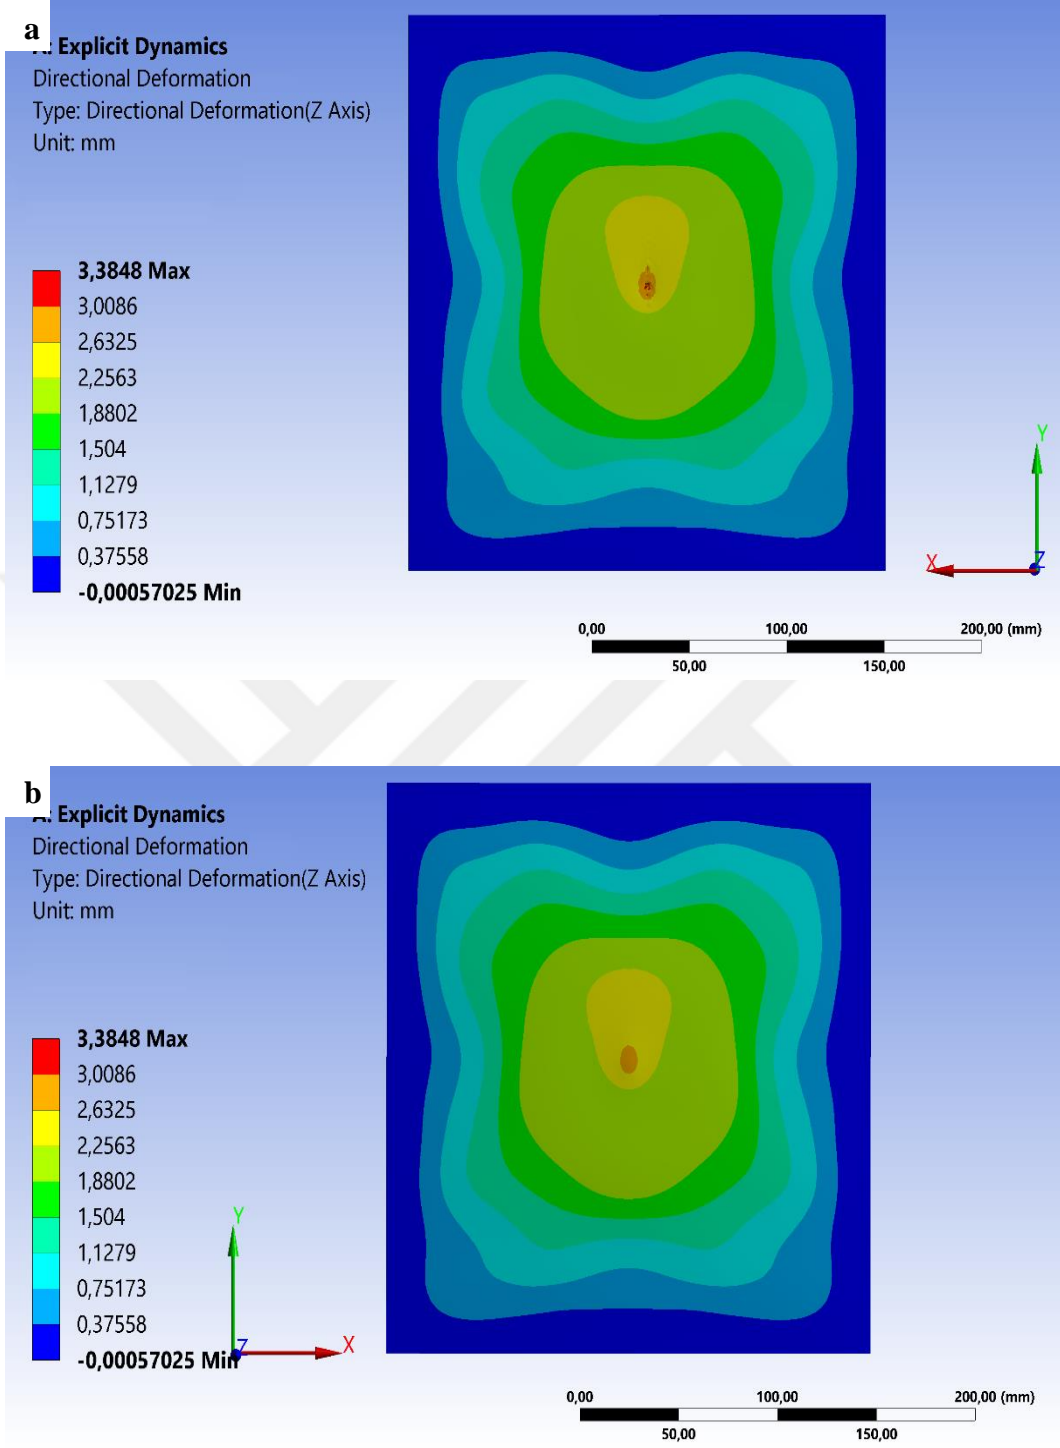 a
A: Explicit Dynamics
Directional Deformation
Type: Directional Deformation(Z Axis)
Unit: mm
3,3848 Max
3,0086
2,6325
2,2563
1,8802
1,504
1,1279
0,75173
0,37558
-0,00057025 Min
Y
X
Z
0,00 100,00 200,00 (mm)
50,00 150,00
b
A: Explicit Dynamics
Directional Deformation
Type: Directional Deformation(Z Axis)
Unit: mm
3,3848 Max
3,0086
2,6325
2,2563
1,8802
1,504
1,1279
0,75173
0,37558
-0,00057025 Min
Y
Z
X
0,00 100,00 200,00 (mm)
50,00 150,00